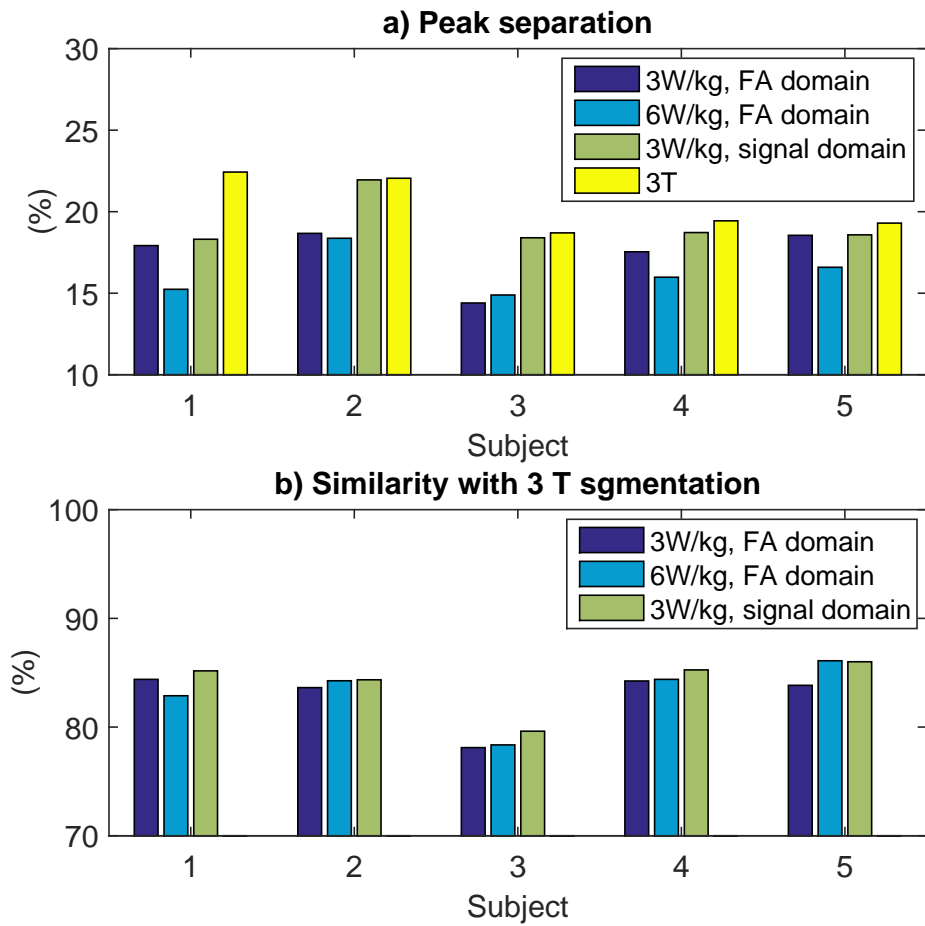 a) Peak separation
30
25
20
15
10
(%)
3W/kg, FA domain
6W/kg, FA domain
3W/kg, signal domain
3T
1 2 3 4 5
Subject
b) Similarity with 3 T sgmentation
100
90
80
70
(%)
3W/kg, FA domain
6W/kg, FA domain
3W/kg, signal domain
1 2 3 4 5
Subject